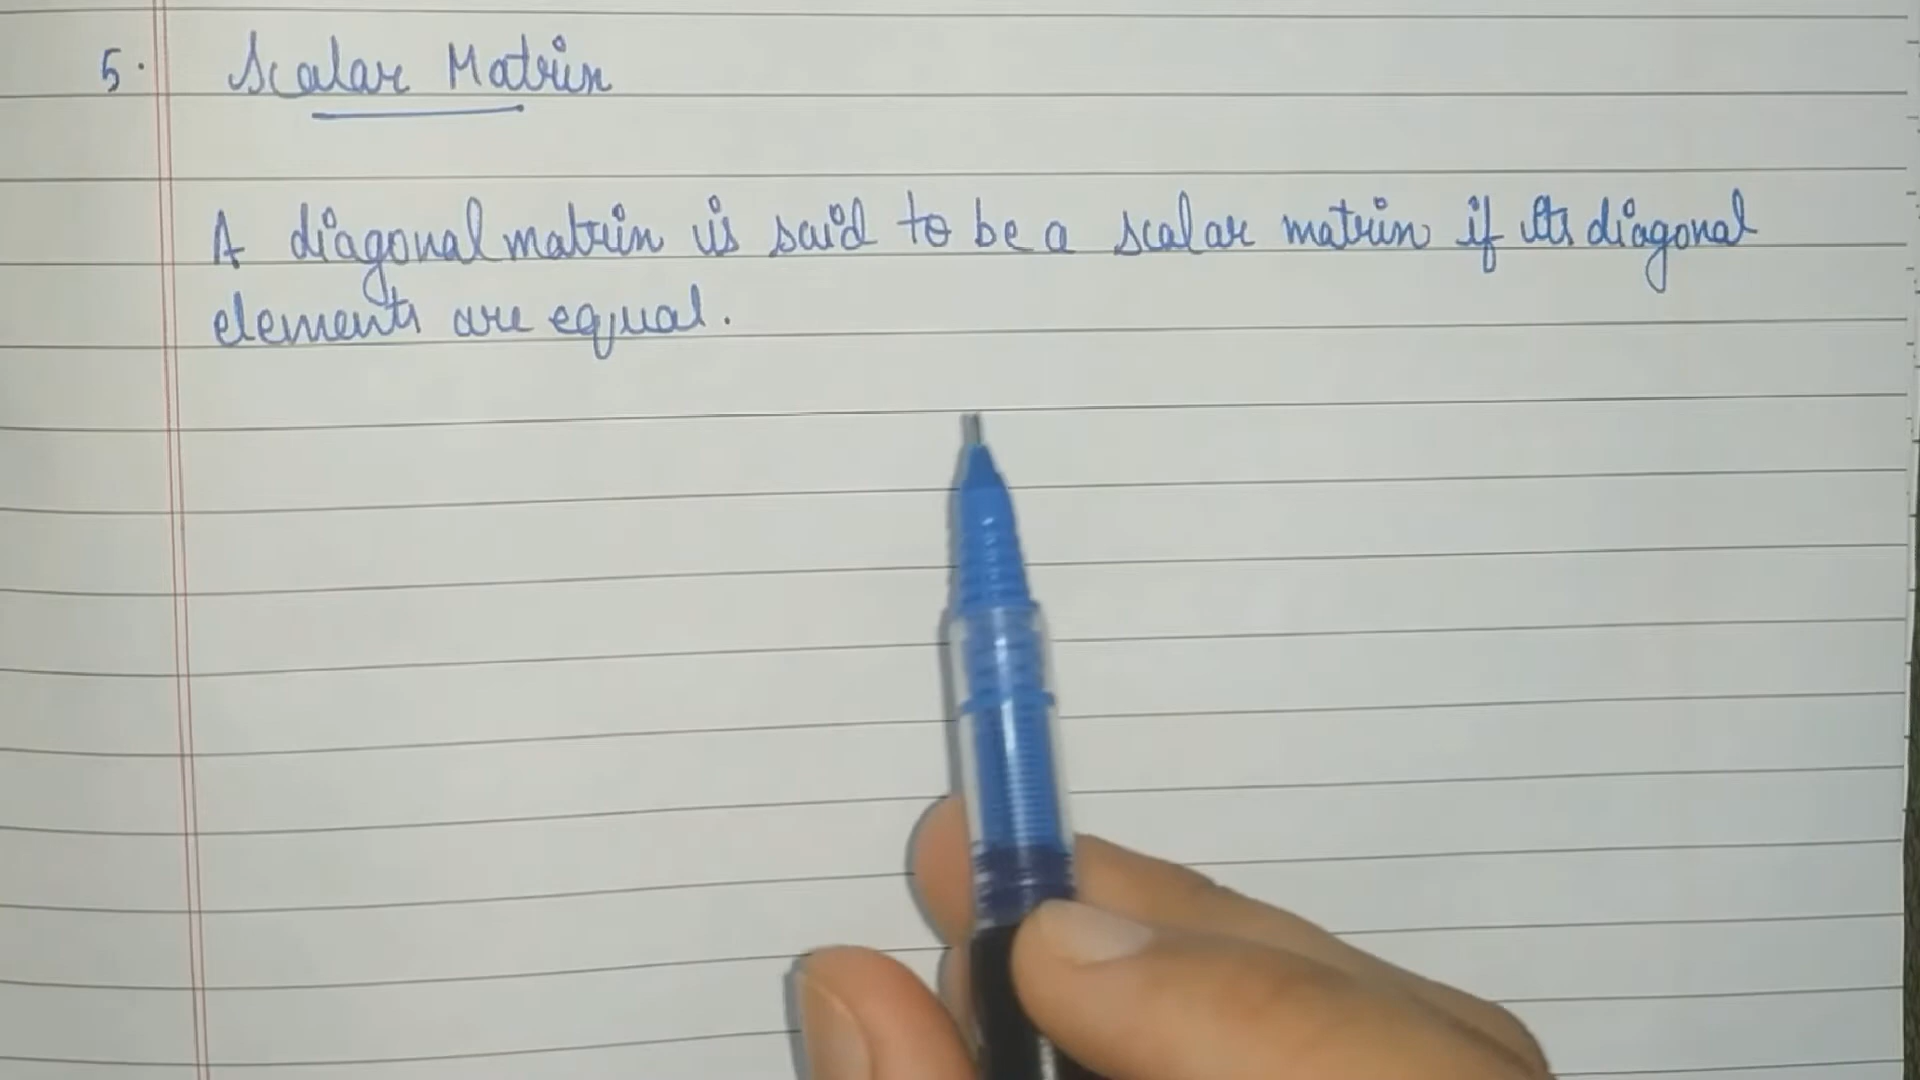 5. Scalar Matrix
A diagonal matrix is said to be a scalar matrix if its diagonal
elements are equal.